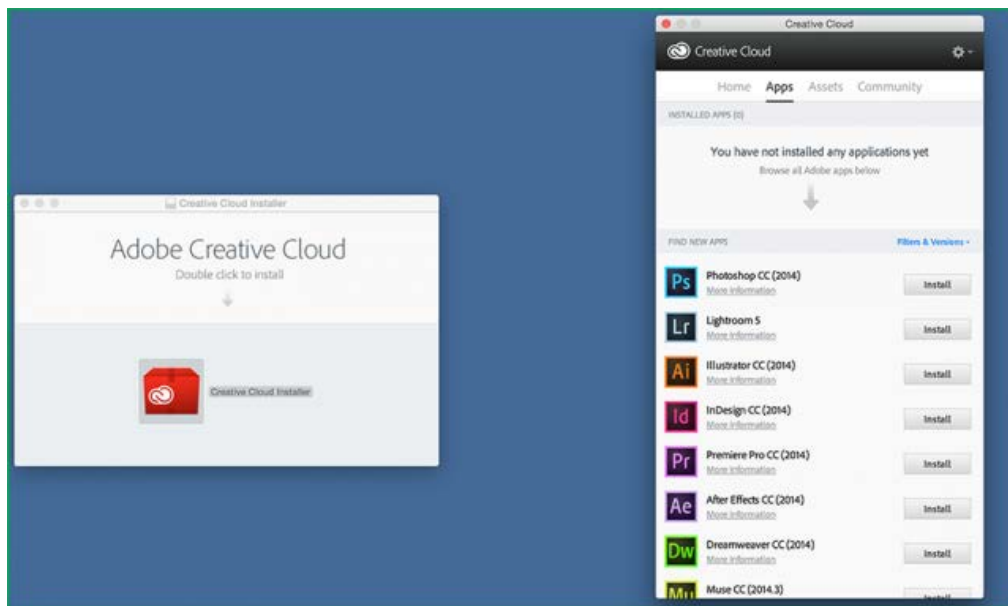 Creative Cloud Installer
Adobe Creative Cloud
Double click to install
Creative Cloud Installer
Creative Cloud
Creative Cloud
Home Apps Assets Community
INSTALLED APPS (0)
You have not installed any applications yet
Browse all Adobe apps below
FIND NEW APPS Filters & Versions
Ps Photoshop CC (2014) Install
More Information
Lr Lightroom 5 Install
More Information
Ai Illustrator CC (2014) Install
More Information
Id InDesign CC (2014) Install
More Information
Pr Premiere Pro CC (2014) Install
More Information
Ae After Effects CC (2014) Install
More Information
Dw Dreamweaver CC (2014) Install
More Information
Mu Muse CC (2014.3) Install